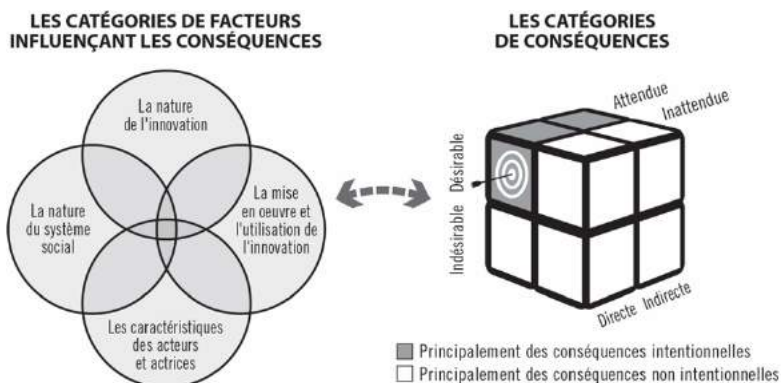 LES CATÉGORIES DE FACTEURS
INFLUENÇANT LES CONSÉQUENCES
La nature
de l'innovation
La nature
du système
social
La mise
en oeuvre et
l'utilisation de
l'innovation
Les caractéristiques
des acteurs
et actrices
LES CATÉGORIES
DE CONSÉQUENCES
Attendue
Inattendue
Désirable
Indésirable
Directe Indirecte
Principalement des conséquences intentionnelles
Principalement des conséquences non intentionnelles